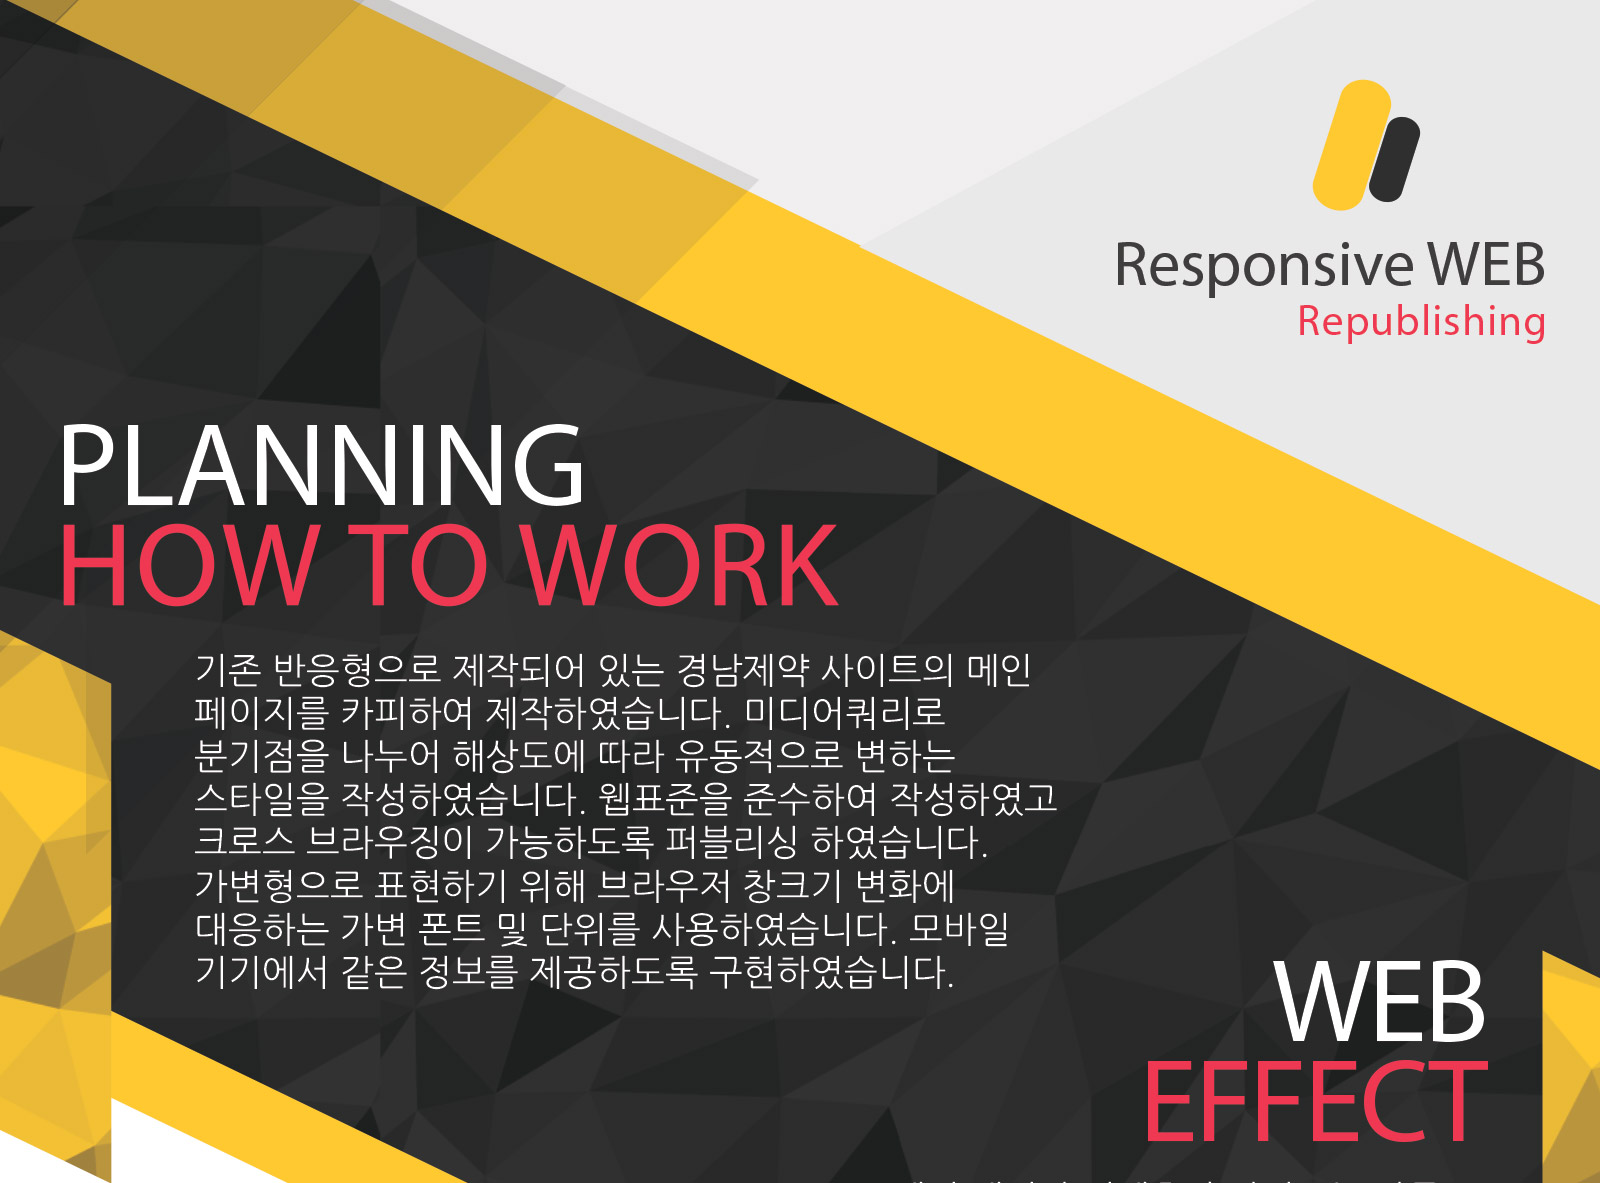 Responsive WEB
Republishing
PLANNING
HOW TO WORK
기존 반응형으로 제작되어 있는 경남제약 사이트의 메인
페이지를 카피하여 제작하였습니다. 미디어쿼리로
분기점을 나누어 해상도에 따라 유동적으로 변하는
스타일을 작성하였습니다. 웹표준을 준수하여 작성하였고
크로스 브라우징이 가능하도록 퍼블리싱 하였습니다.
가변형으로 표현하기 위해 브라우저 창크기 변화에
대응하는 가변 폰트 및 단위를 사용하였습니다. 모바일
기기에서 같은 정보를 제공하도록 구현하였습니다.
WEB
EFFECT